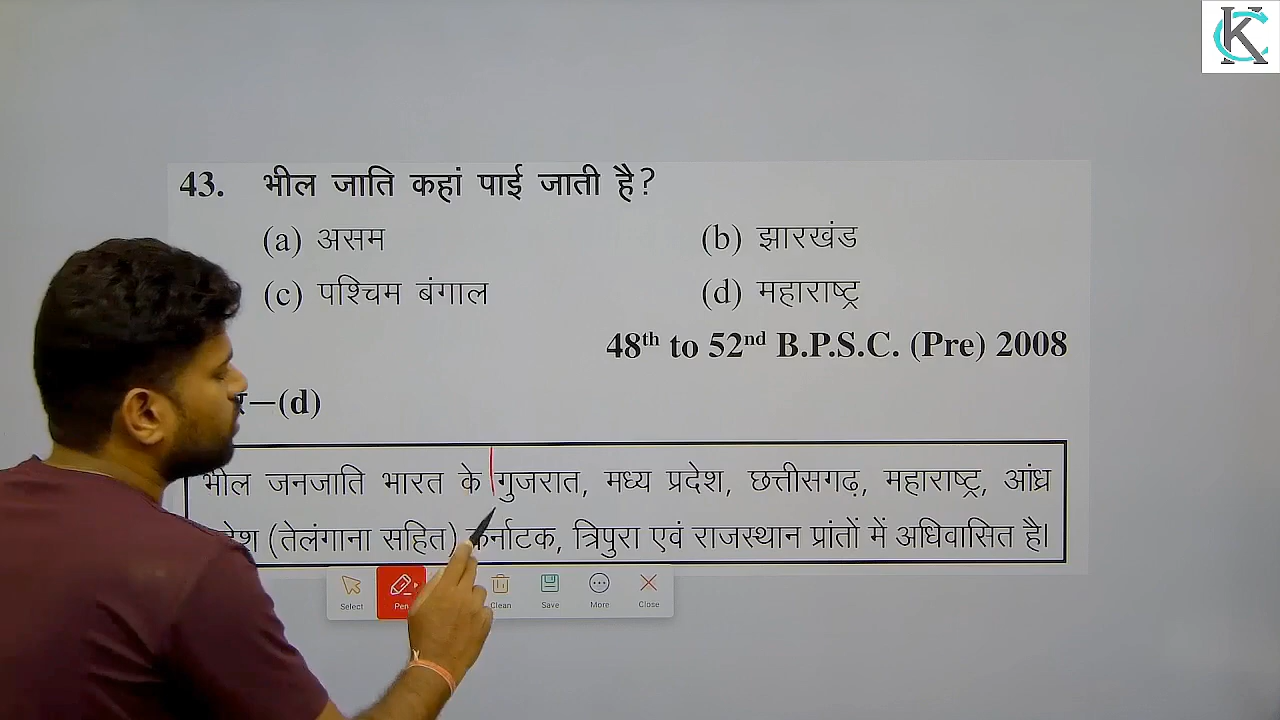 43. भील जाति कहां पाई जाती है?
(a) असम (b) झारखंड
(c) पश्चिम बंगाल (d) महाराष्ट्र
48th to 52nd B.P.S.C. (Pre) 2008
—(d)
भील जनजाति भारत के गुजरात, मध्य प्रदेश, छत्तीसगढ़, महाराष्ट्र, आंध्र
(तेलंगाना सहित) कर्नाटक, त्रिपुरा एवं राजस्थान प्रांतों में अधिवासित है।
Select Pen Clean Save More Close
KC